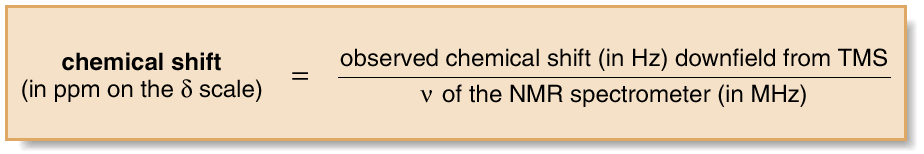 chemical shift
(in ppm on the δ scale)
=
observed chemical shift (in Hz) downfield from TMS
ν of the NMR spectrometer (in MHz)